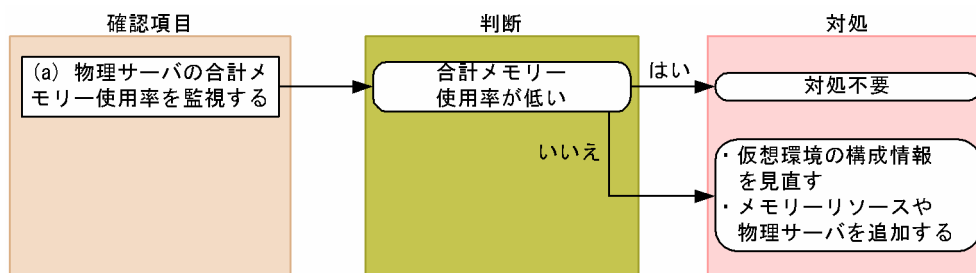 確認項目
判断
対処
(a) 物理サーバの合計メ
モリー使用率を監視する
合計メモリー
使用率が低い
はい
対処不要
いいえ
・仮想環境の構成情報
を見直す
・メモリーリソースや
物理サーバを追加する